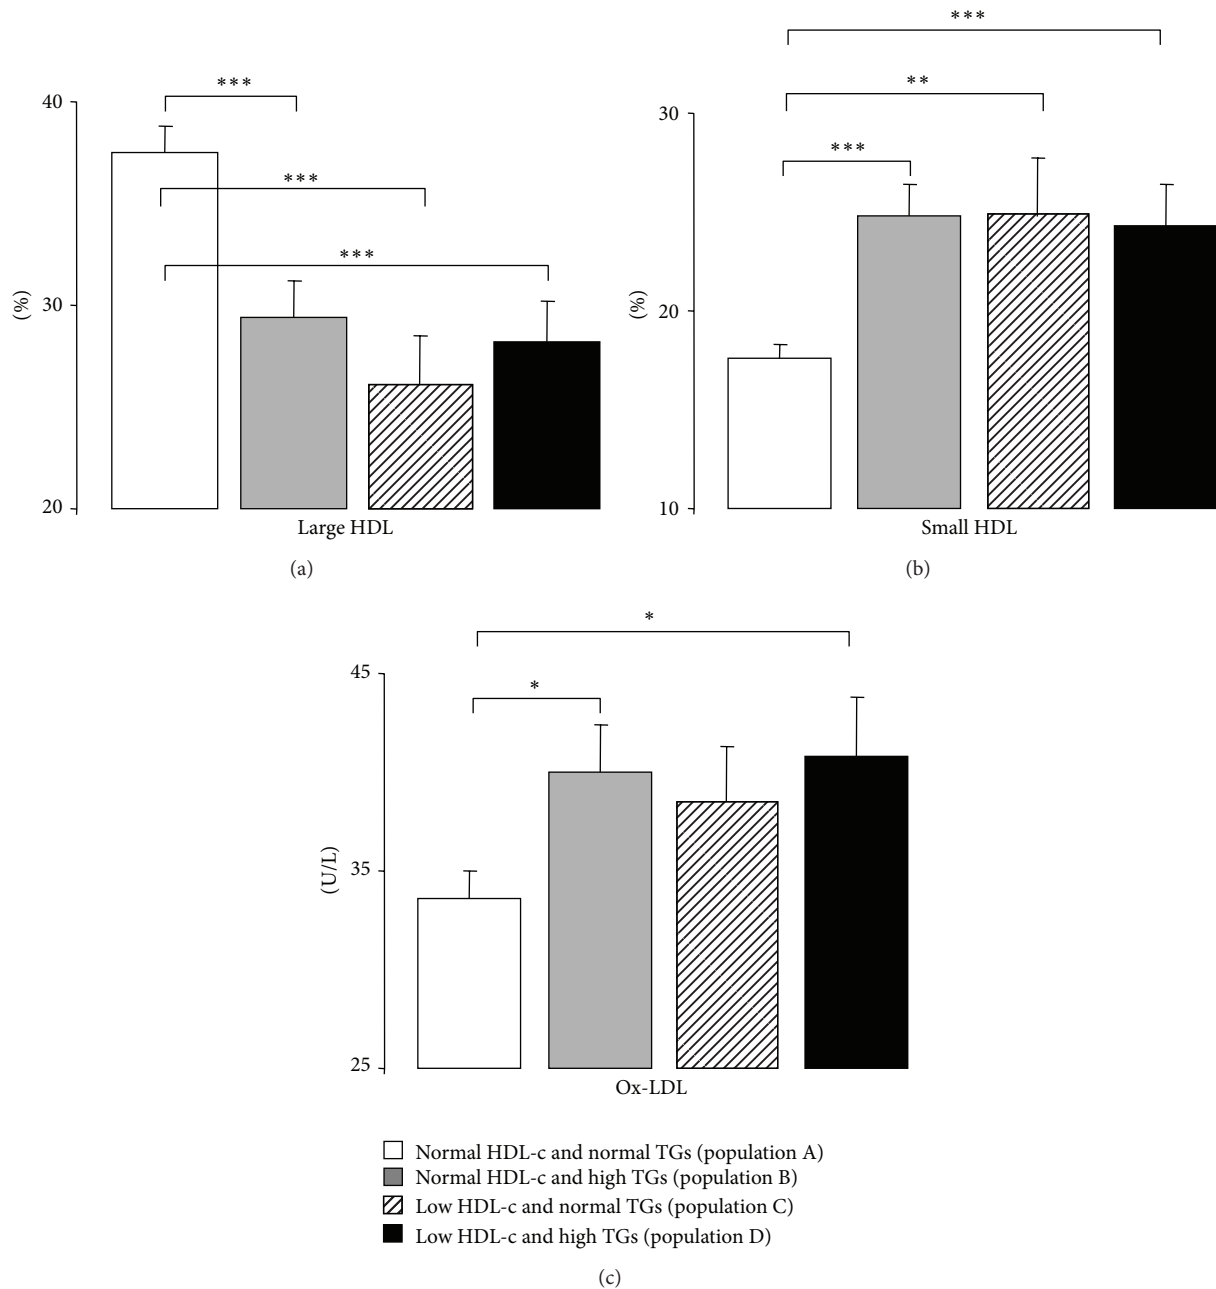 ***
40
***
***
30
(%)
20
Large HDL
(a)
***
**
30
***
20
(%)
10
Small HDL
(b)
*
45
*
35
(U/L)
25
Ox-LDL
Normal HDL-c and normal TGs (population A)
Normal HDL-c and high TGs (population B)
Low HDL-c and normal TGs (population C)
Low HDL-c and high TGs (population D)
(c)